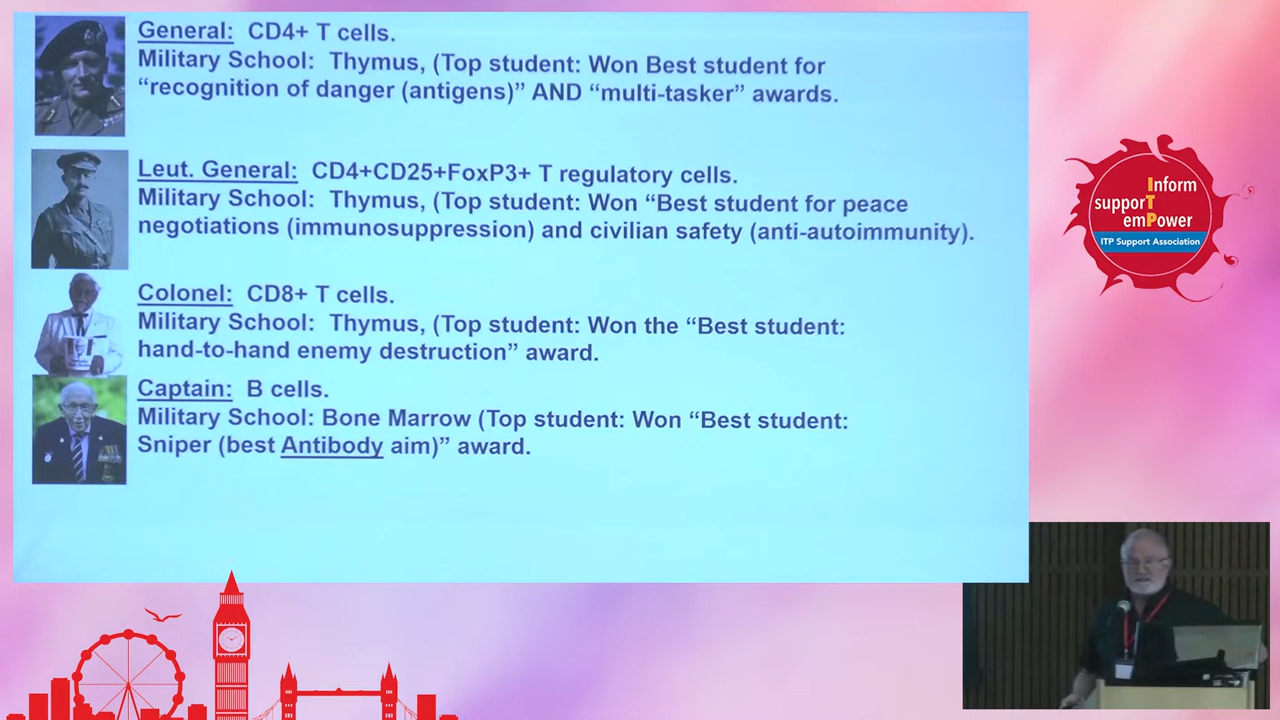 General: CD4+ T cells.
Military School: Thymus, (Top student: Won Best student for
“recognition of danger (antigens)” AND “multi-tasker” awards.
Leut. General: CD4+CD25+FoxP3+ T regulatory cells.
Military School: Thymus, (Top student: Won “Best student for peace
negotiations (immunosuppression) and civilian safety (anti-autoimmunity).
Colonel: CD8+ T cells.
Military School: Thymus, (Top student: Won the “Best student:
hand-to-hand enemy destruction” award.
Captain: B cells.
Military School: Bone Marrow (Top student: Won “Best student:
Sniper (best Antibody aim)” award.
Inform
supporT
emPower
ITP Support Association